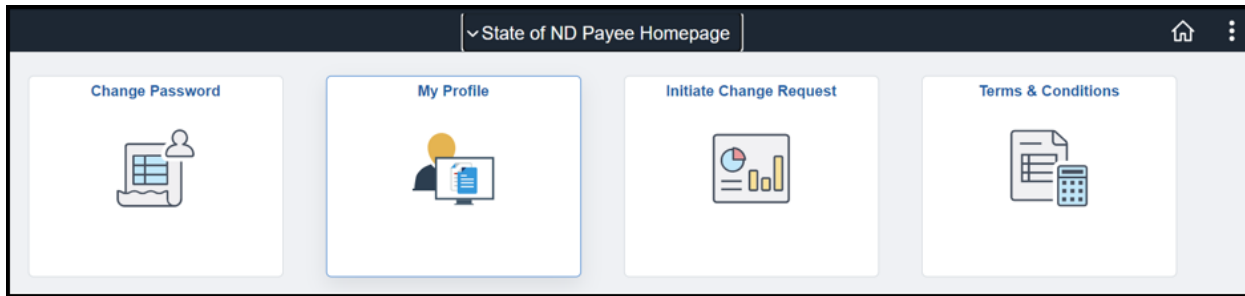 State of ND Payee Homepage
Change Password
My Profile
Initiate Change Request
Terms & Conditions